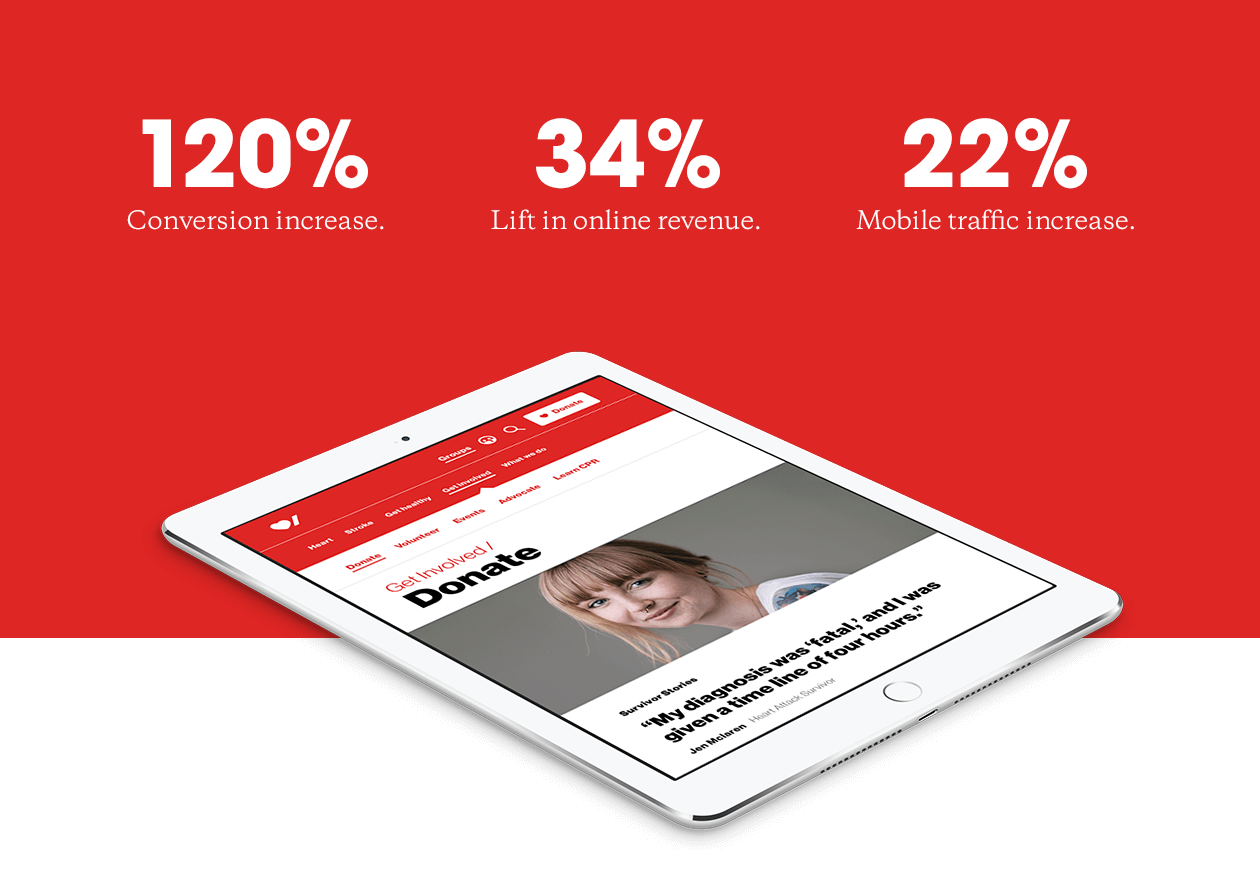 120%
Conversion increase.
34%
Lift in online revenue.
22%
Mobile traffic increase.
Donate
Groups
Heart
Stroke
Get healthy
Get involved
What we do
Donate
Volunteer
Events
Advocate
Learn CPR
Get Involved /
Donate
Survivor Stories
“My diagnosis was ‘fatal,’ and I was
given a time line of four hours.”
Jen Mclaren Heart Attack Survivor